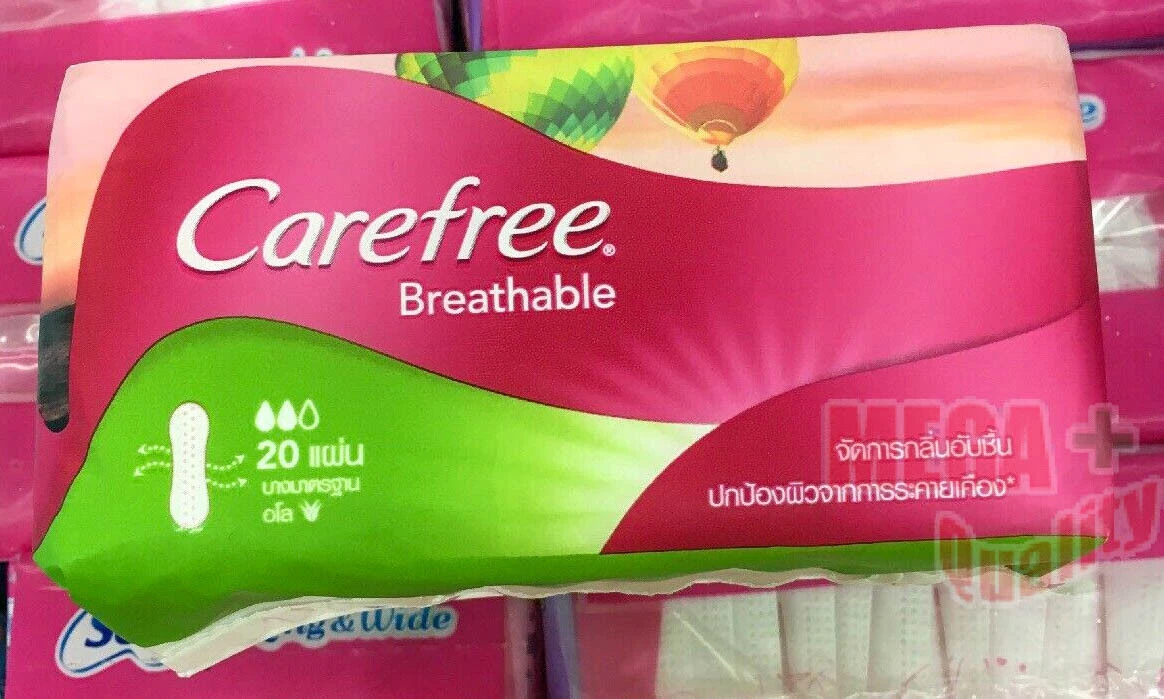 Carefree®
Breathable
20 แผ่น
บางมาตรฐาน
อโล
จัดการกลิ่นอับชื้น
ปกป้องผิวจากการระคายเคือง*
MEGA +
Quality
& Wide